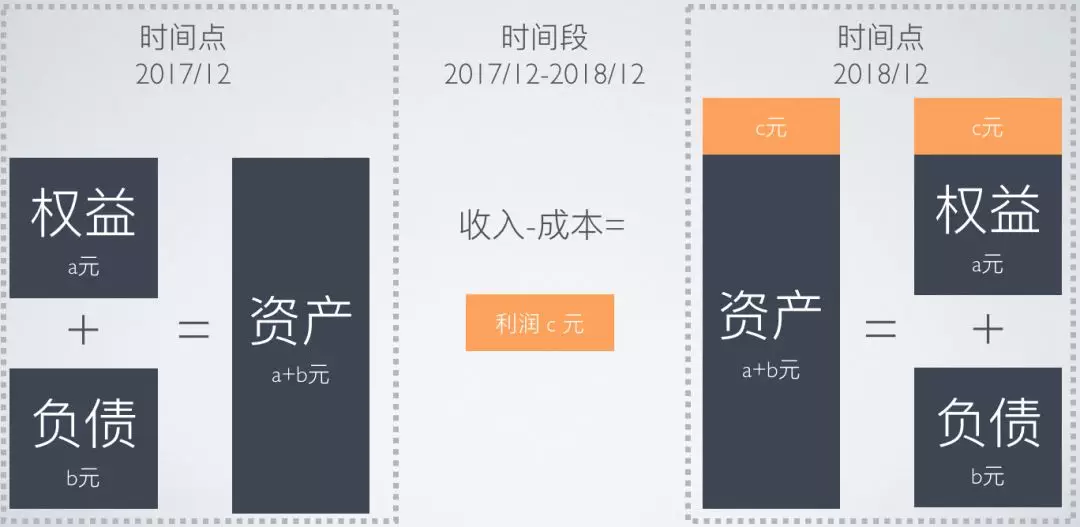 时间点
2017/12
权益
a元
+
负债
b元
=
资产
a+b元
时间段
2017/12-2018/12
收入-成本=
利润 c 元
时间点
2018/12
c元
资产
a+b元
=
c元
权益
a元
+
负债
b元